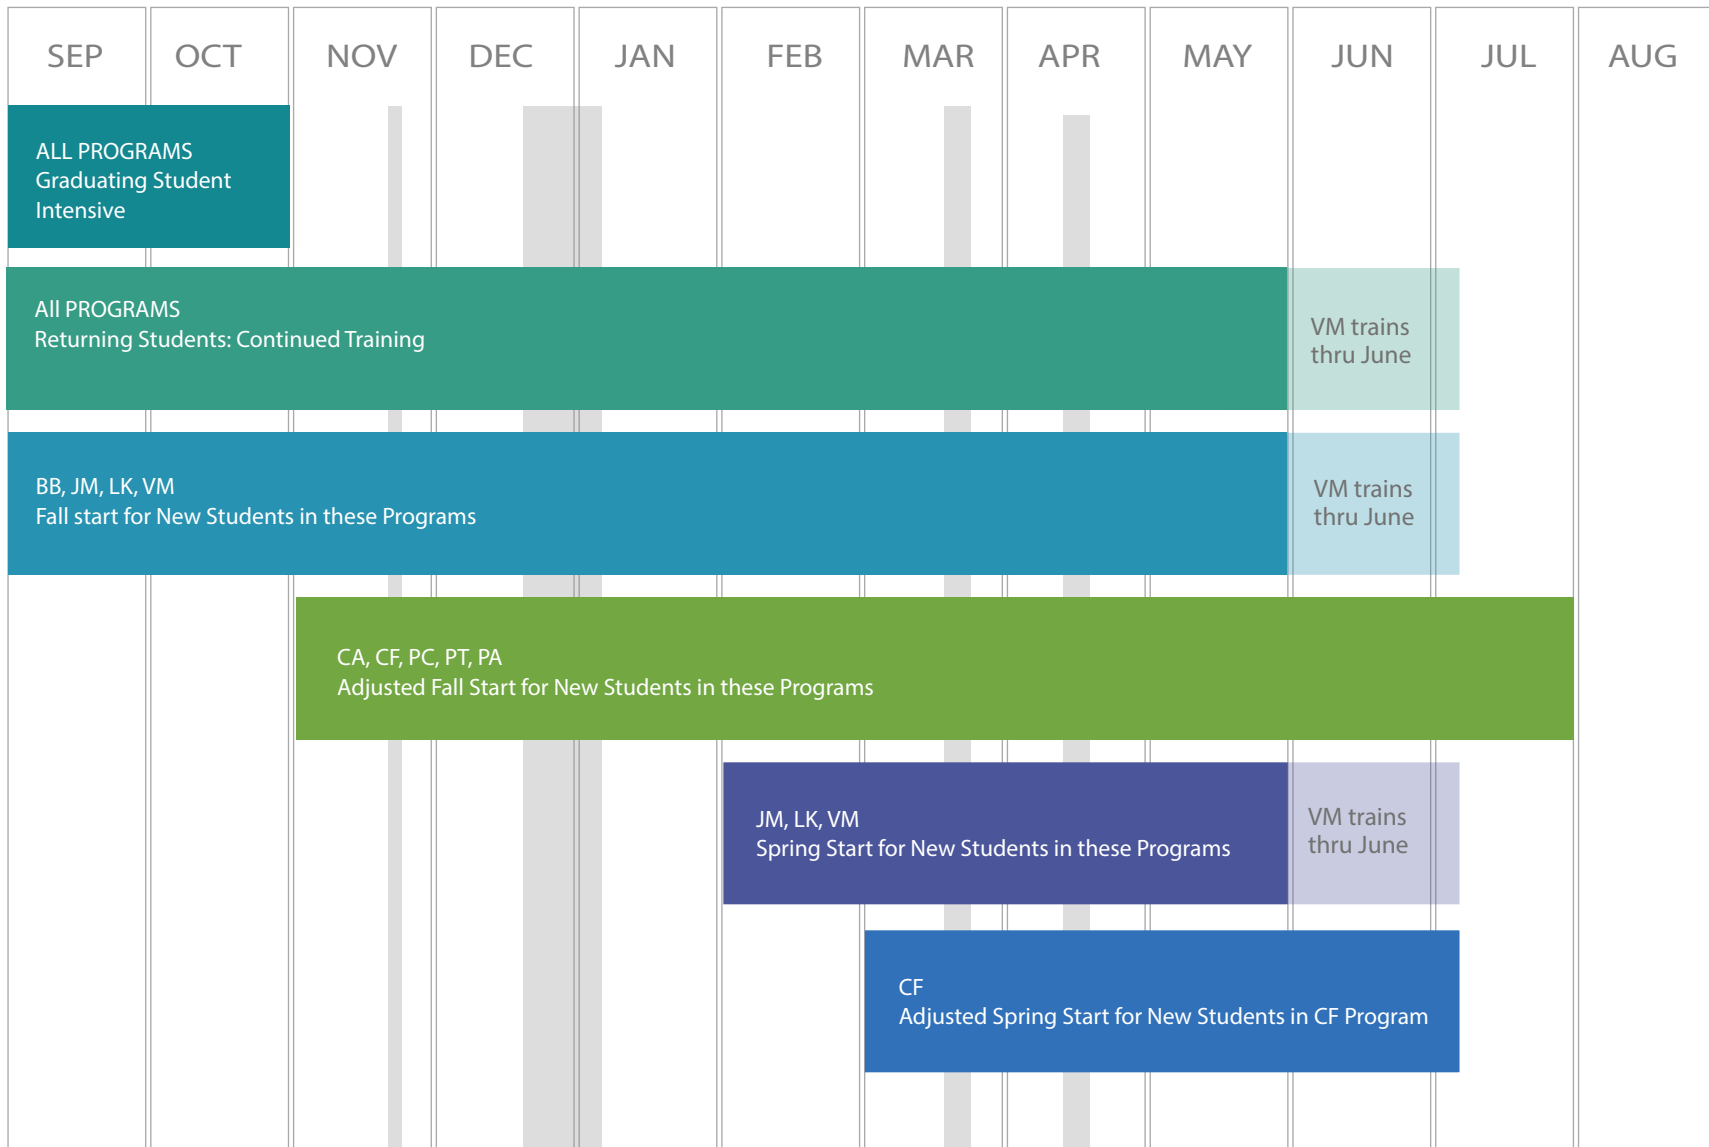 SEP OCT NOV DEC JAN FEB MAR APR MAY JUN JUL AUG
ALL PROGRAMS
Graduating Student
Intensive
All PROGRAMS
Returning Students: Continued Training
VM trains
thru June
BB, JM, LK, VM
Fall start for New Students in these Programs
VM trains
thru June
CA, CF, PC, PT, PA
Adjusted Fall Start for New Students in these Programs
JM, LK, VM
Spring Start for New Students in these Programs
VM trains
thru June
CF
Adjusted Spring Start for New Students in CF Program